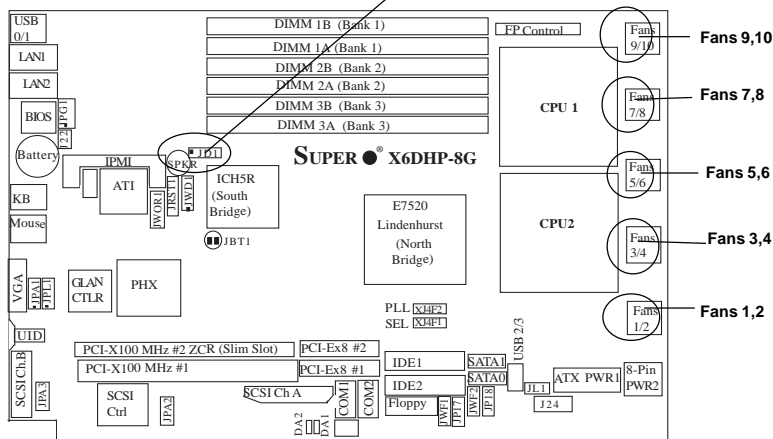 USB
0/1
LAN1
LAN2
BIOS
JPG1
J22
Battery
KB
Mouse
VGA
JPA1
JPL1
UID
SCSI Ch.B
JPA3
DIMM 1B (Bank 1)
DIMM 1A (Bank 1)
DIMM 2B (Bank 2)
DIMM 2A (Bank 2)
DIMM 3B (Bank 3)
DIMM 3A (Bank 3)
JD1
SPKR
SUPER ® X6DHP-8G
IPMI
ATI
JWOR1
JRST1
JWD1
ICH5R
(South
Bridge)
JBT1
E7520
Lindenhurst
(North
Bridge)
GLAN
CTLR
PHX
PLL XJ4F2
SEL XJ4F1
PCI-X100 MHz #2 ZCR (Slim Slot)
PCI-X100 MHz #1
PCI-Ex8 #2
PCI-Ex8 #1
IDE1
IDE2
Floppy
SATA1
SATA0
USB 2/3
SCSI
Ctrl
JPA2
SCSI Ch A
DA2
DA1
COM1
COM2
JWF1
JP17
JWF2
JP18
JL1
J24
ATX PWR1
8-Pin
PWR2
FP Control
CPU 1
CPU2
Fans
9/10
Fans
7/8
Fans
5/6
Fans
3/4
Fans
1/2
Fans 9,10
Fans 7,8
Fans 5,6
Fans 3,4
Fans 1,2